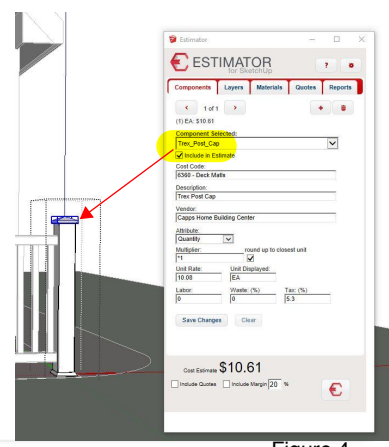 Estimator
ESTIMATOR
for SketchUp
?
Components Layers Materials Quotes Reports
< 1 of 1 > +
(1) EA: $10.61
Component Selected:
Trex_Post_Cap
Include in Estimate
Cost Code:
6360 - Deck Matls
Description:
Trex Post Cap
Vendor:
Capps Home Building Center
Attribute:
Quantity
Multiplier: round up to closest unit
*1
Unit Rate: Unit Displayed:
10.08 EA
Labor: Waste: (%) Tax: (%)
0 0 5.3
Save Changes Clear
Cost Estimate $10.61
Include Quotes Include Margin 20 %